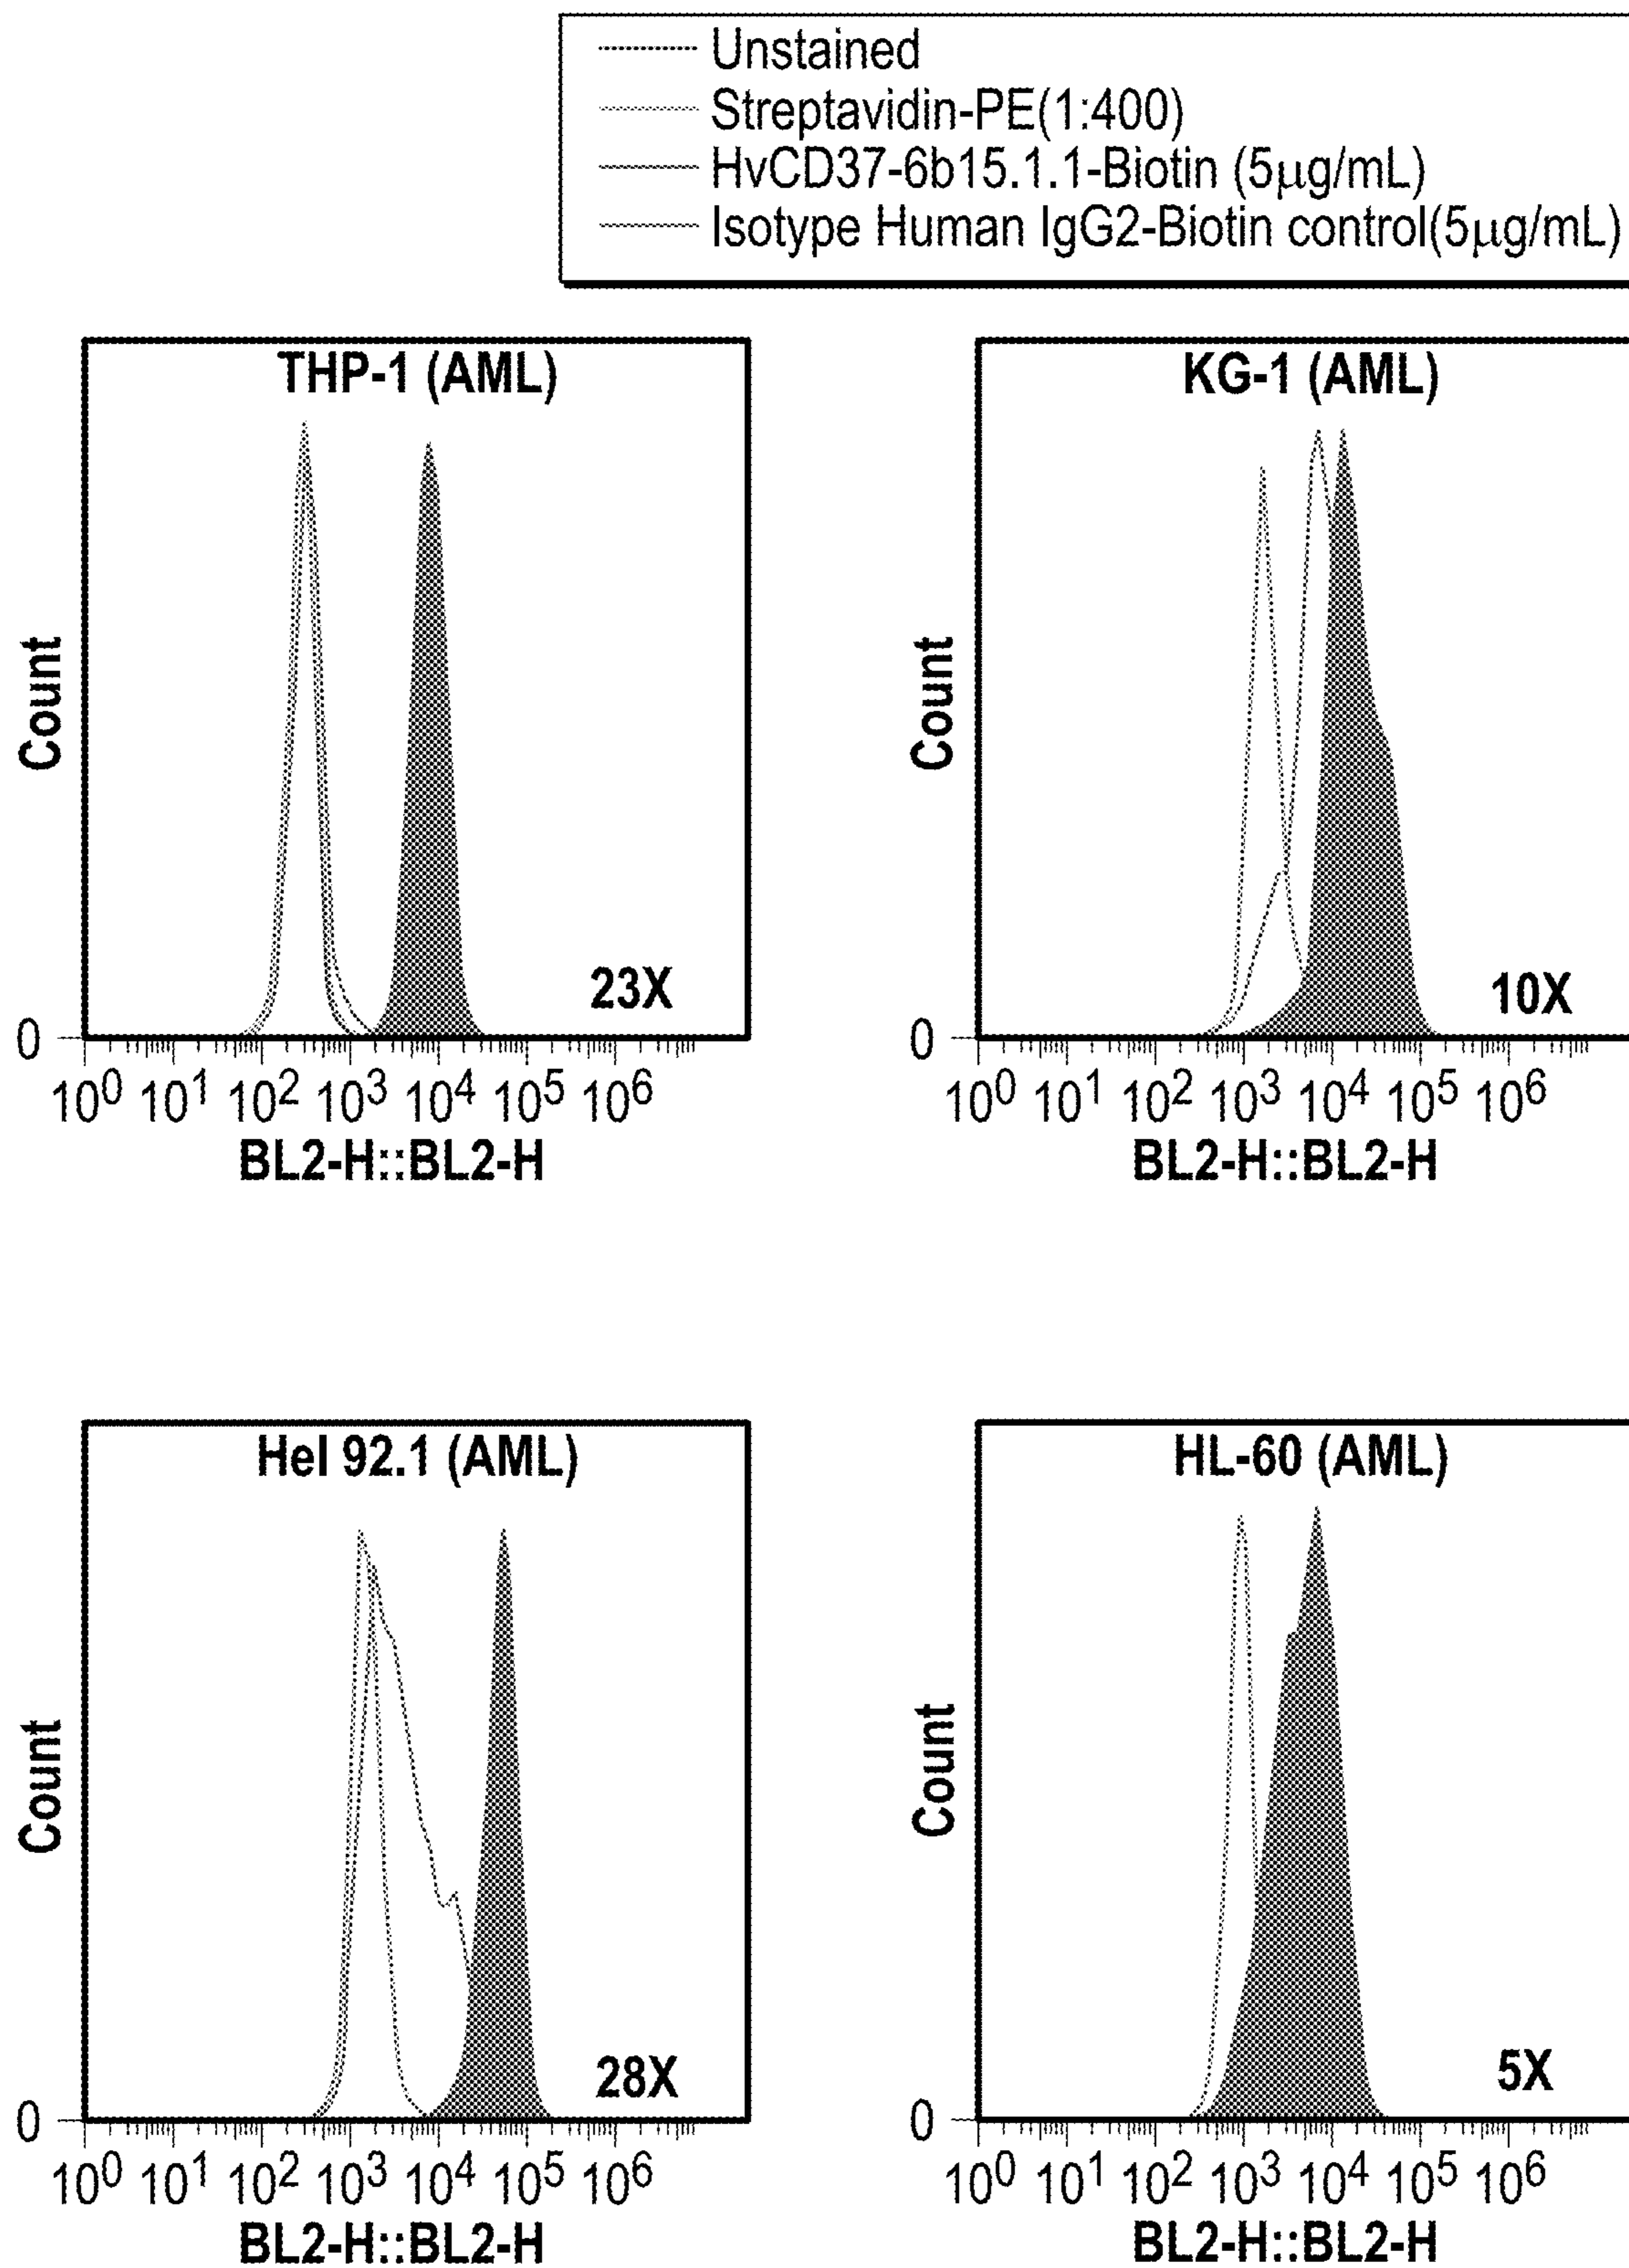 Unstained
Streptavidin-PE(1:400)
HvCD37-6b15.1.1-Biotin (5μg/mL)
Isotype Human IgG2-Biotin control(5μg/mL)
THP-1 (AML)
Count
23X
0
10⁰ 10¹ 10² 10³ 10⁴ 10⁵ 10⁶
BL2-H::BL2-H
KG-1 (AML)
Count
10X
0
10⁰ 10¹ 10² 10³ 10⁴ 10⁵ 10⁶
BL2-H::BL2-H
Hel 92.1 (AML)
Count
28X
0
10⁰ 10¹ 10² 10³ 10⁴ 10⁵ 10⁶
BL2-H::BL2-H
HL-60 (AML)
Count
5X
0
10⁰ 10¹ 10² 10³ 10⁴ 10⁵ 10⁶
BL2-H::BL2-H